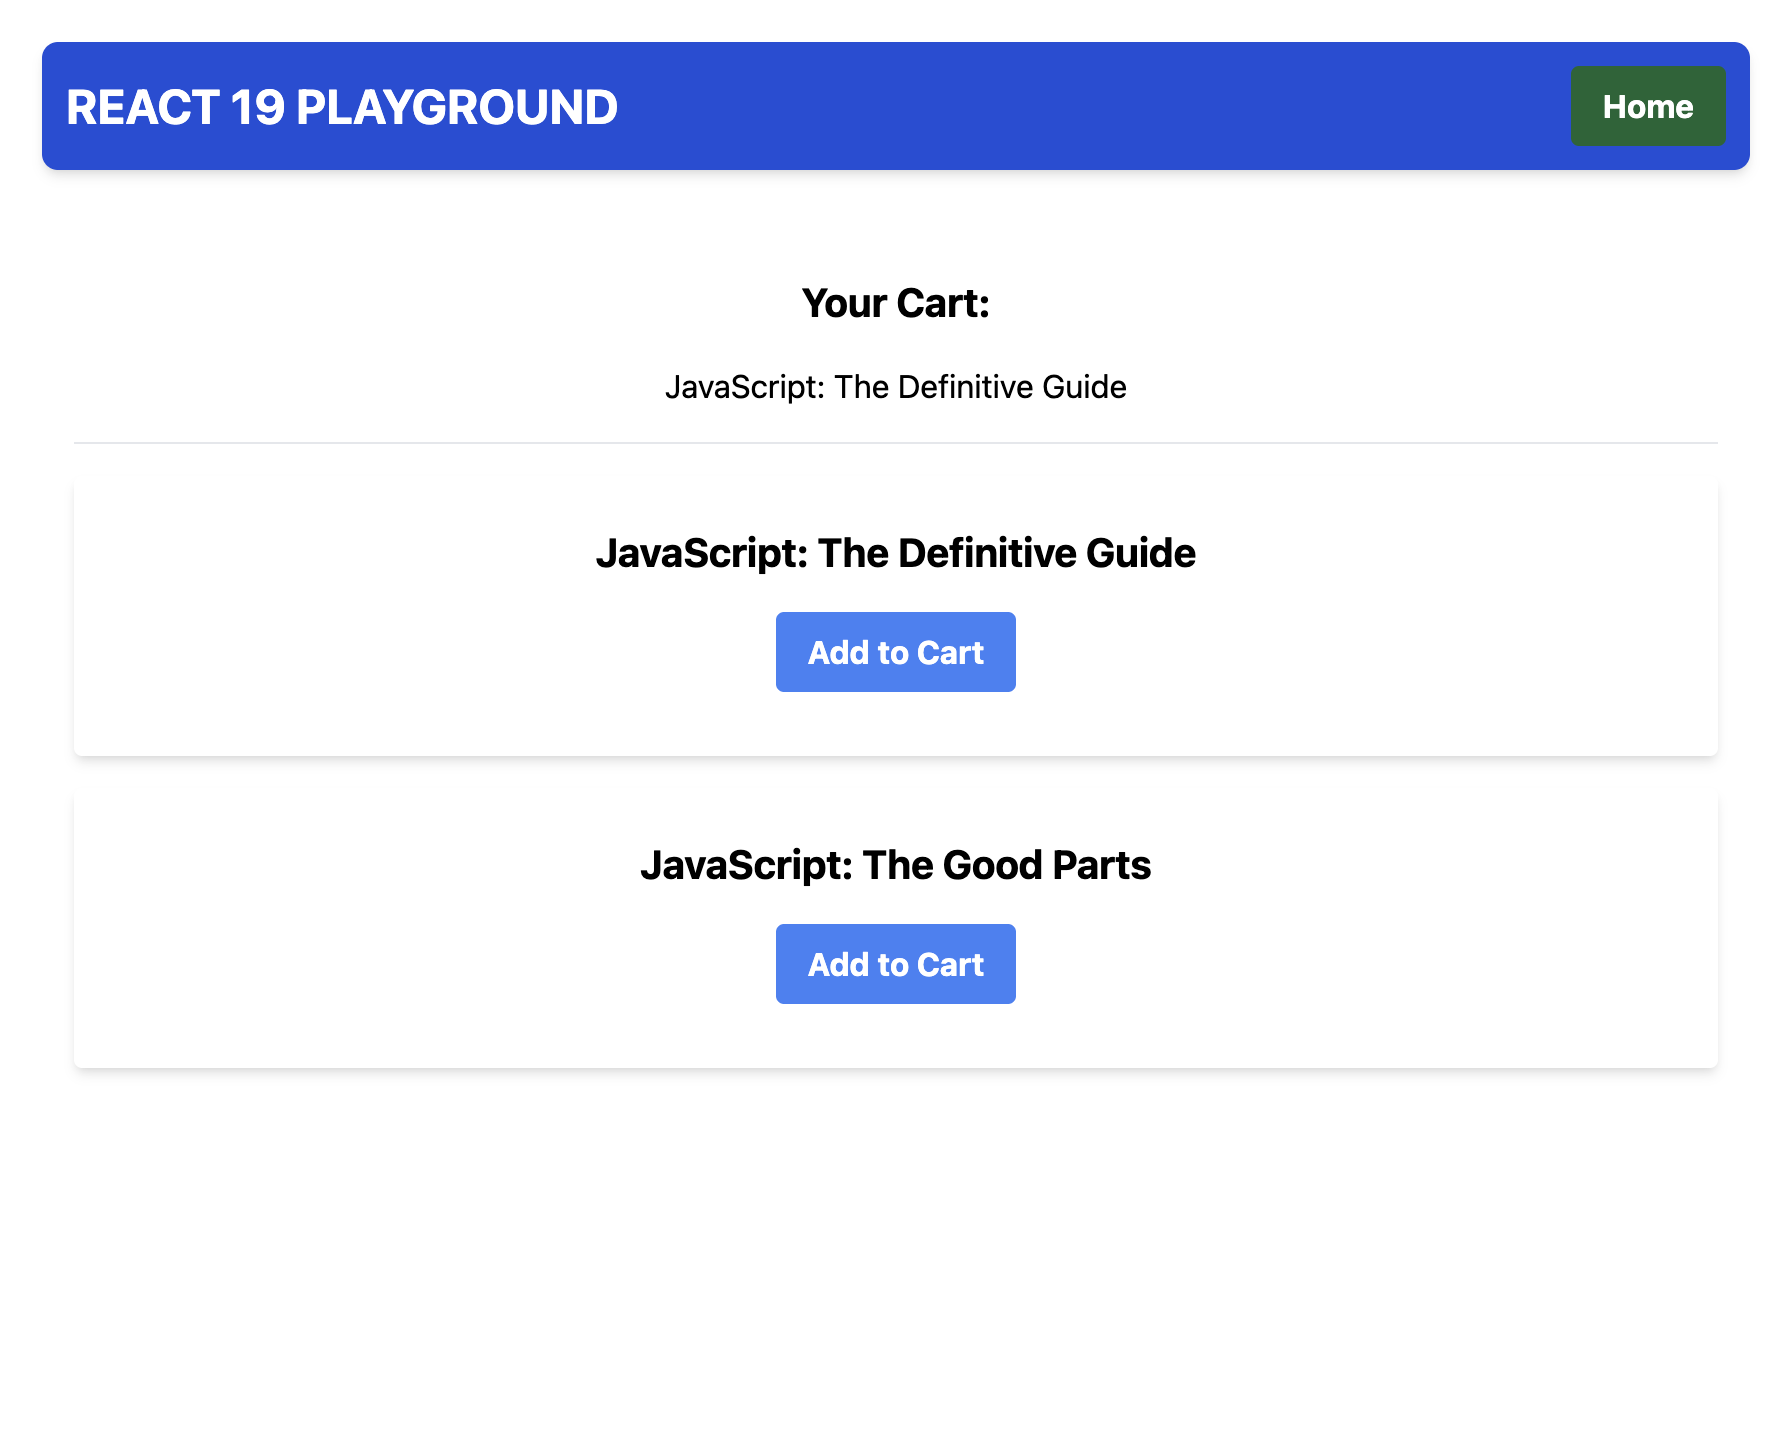 REACT 19 PLAYGROUND
Home
Your Cart:
JavaScript: The Definitive Guide
JavaScript: The Definitive Guide
Add to Cart
JavaScript: The Good Parts
Add to Cart